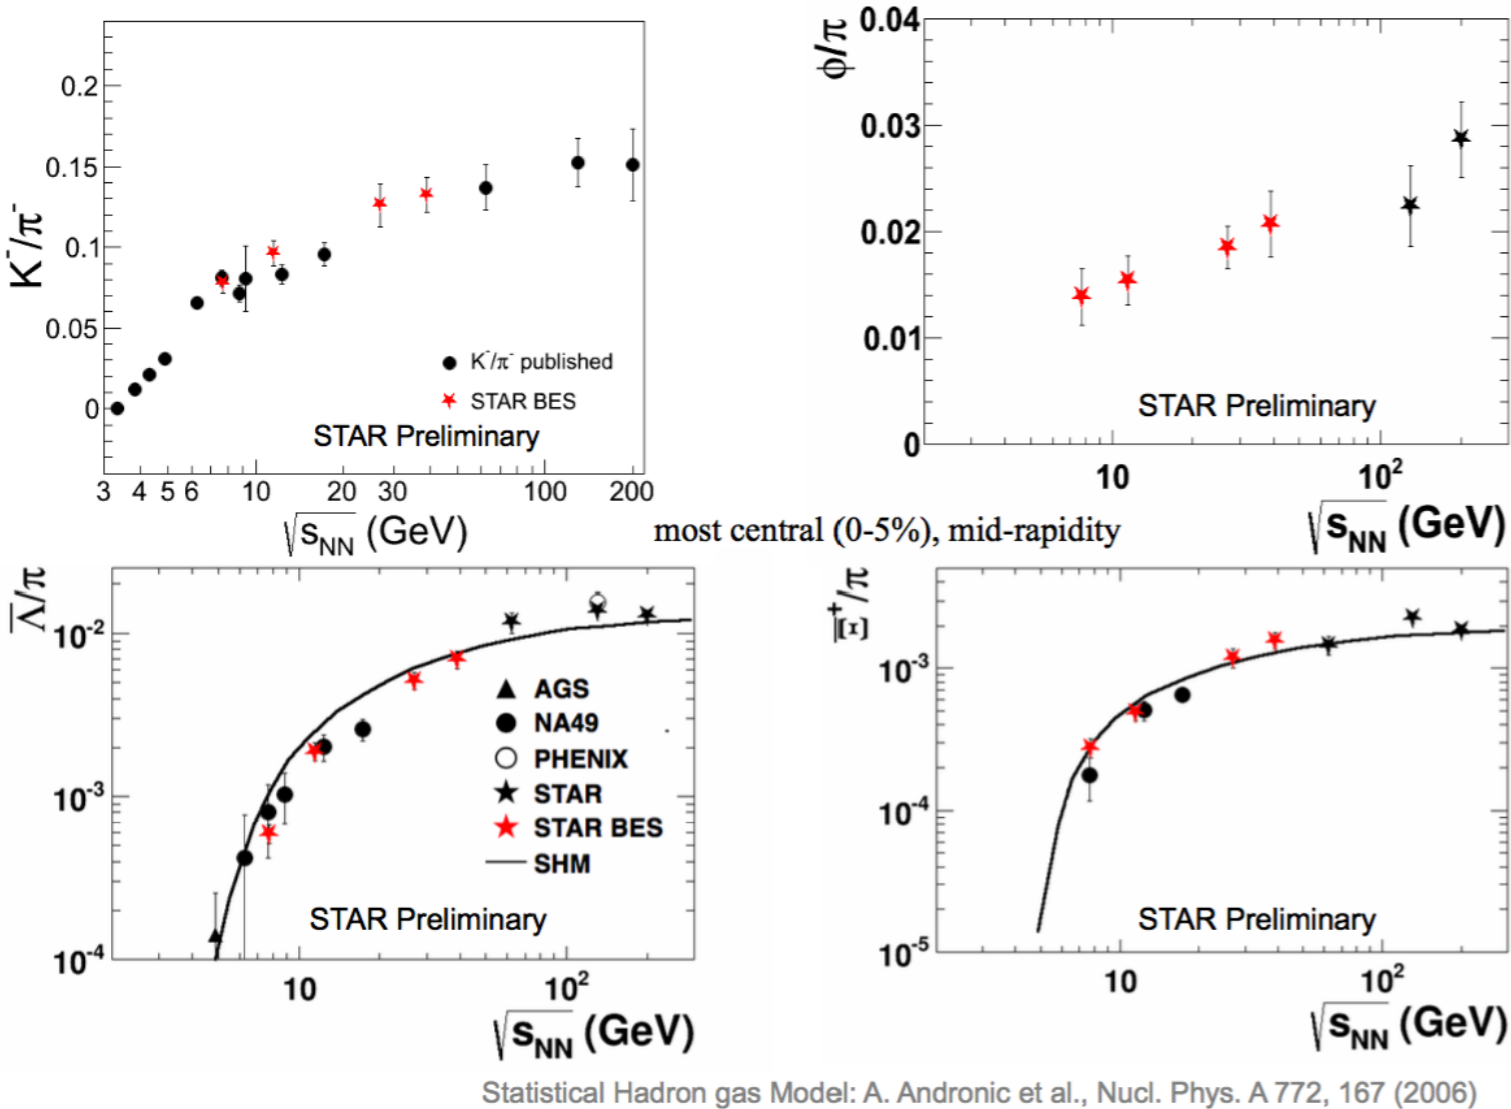 K⁻/π⁻
0.2
0.15
0.1
0.05
0
K⁻/π⁻ published
STAR BES
STAR Preliminary
3 4 5 6 10 20 30 100 200
√sNN (GeV)
ϕ/π
0.04
0.03
0.02
0.01
0
STAR Preliminary
10 10²
√sNN (GeV)
most central (0-5%), mid-rapidity
Λ̅/π
10⁻²
10⁻³
10⁻⁴
AGS
NA49
PHENIX
STAR
STAR BES
SHM
STAR Preliminary
10 10²
√sNN (GeV)
Ξ̅⁺/π
10⁻³
10⁻⁴
10⁻⁵
STAR Preliminary
10 10²
√sNN (GeV)
Statistical Hadron gas Model: A. Andronic et al., Nucl. Phys. A 772, 167 (2006)